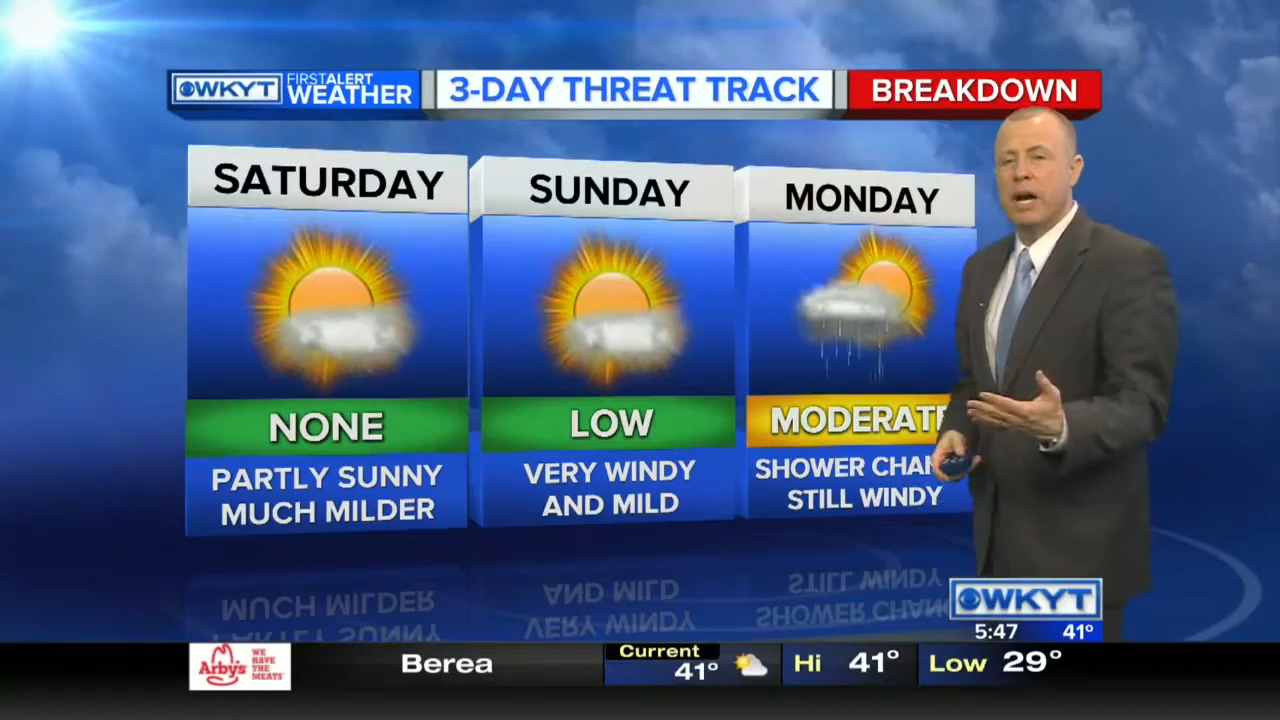 WKYT FIRST ALERT WEATHER
3-DAY THREAT TRACK
BREAKDOWN
SATURDAY
NONE
PARTLY SUNNY
MUCH MILDER
SUNDAY
LOW
VERY WINDY
AND MILD
MONDAY
MODERAT
SHOWER CHAN
STILL WINDY
WKYT
5:47 41°
Arby's
WE
HAVE
THE
MEATS
Berea
Current
41°
Hi 41°
Low 29°